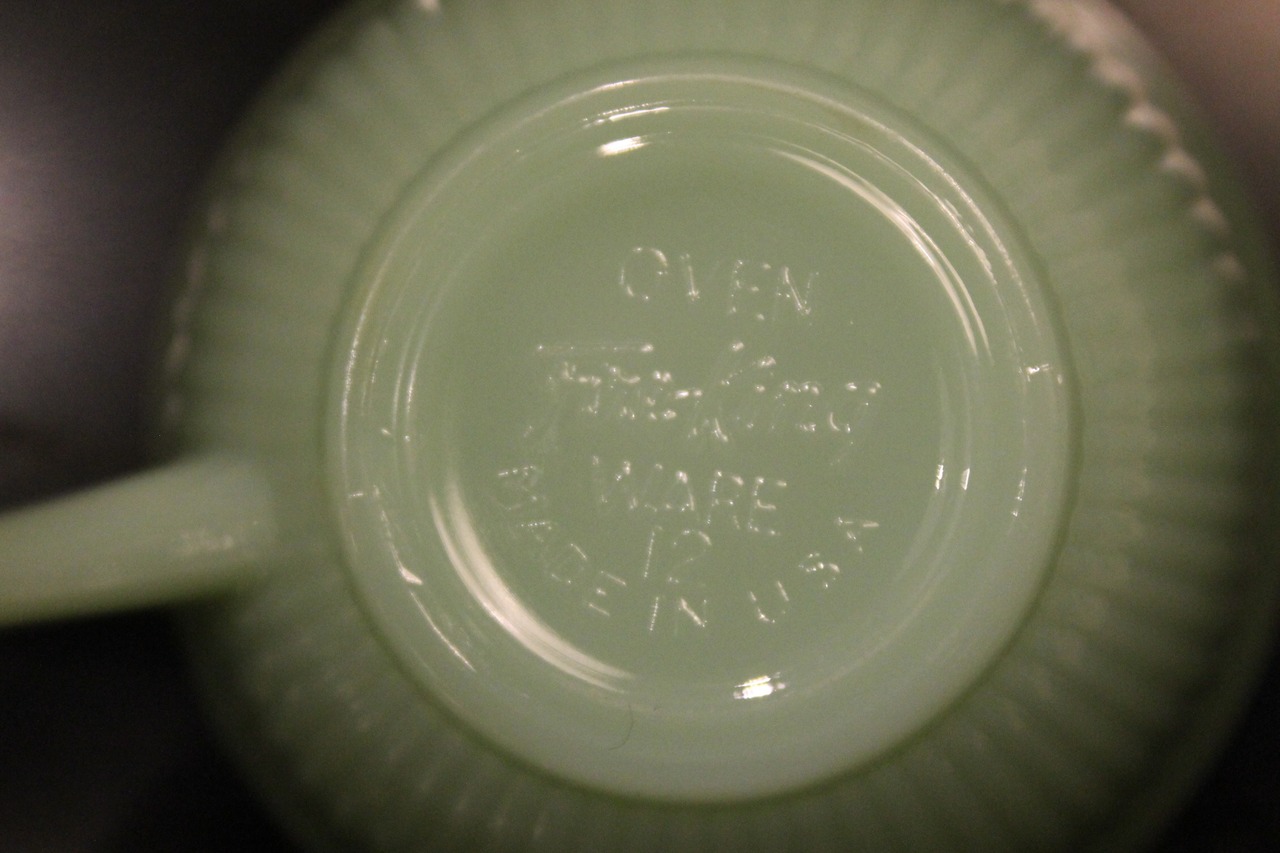 OVEN
Fire-King
WARE
12
MADE IN U.S.A